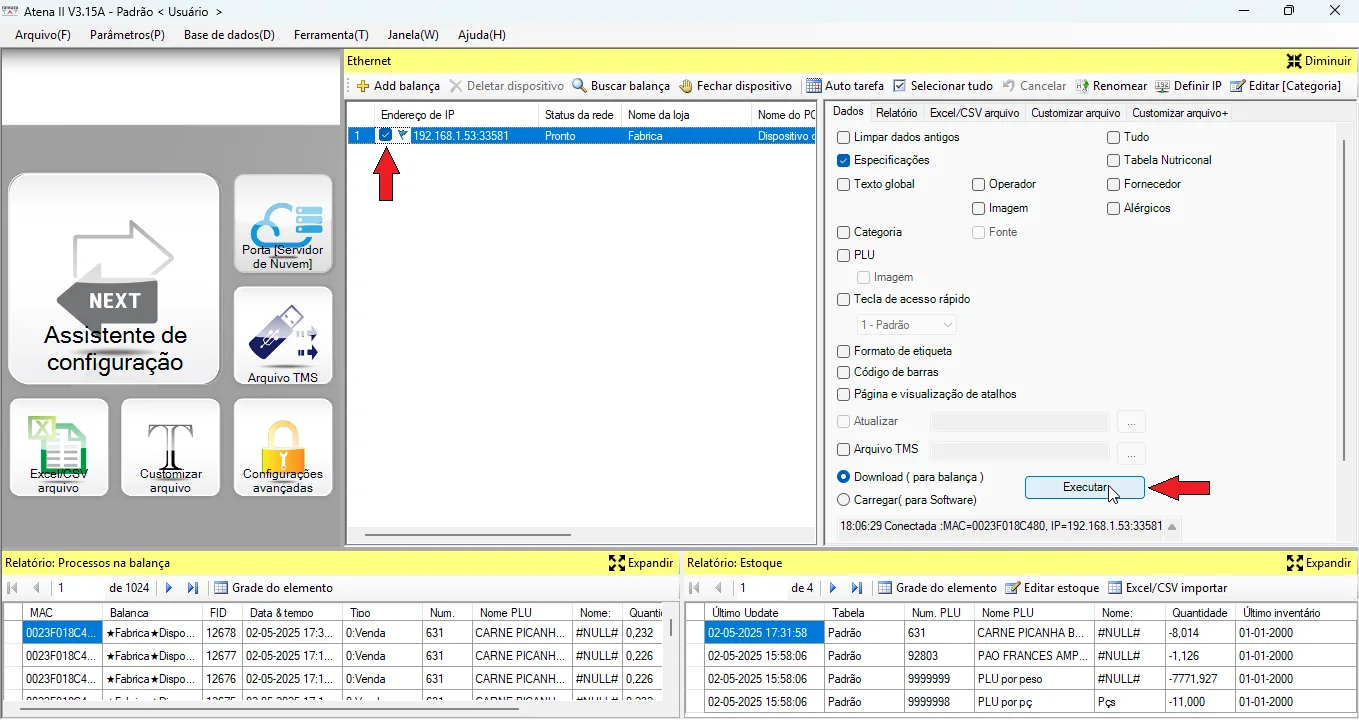 Atena II V3.15A - Padrão < Usuário >
Arquivo(F) Parâmetros(P) Base de dados(D) Ferramenta(T) Janela(W) Ajuda(H)
Ethernet Diminuir
Add balança Deletar dispositivo Buscar balança Fechar dispositivo Auto tarefa Selecionar tudo Cancelar Renomear Definir IP Editar [Categoria]
Endereço de IP Status da rede Nome da loja Nome do PC
1 192.168.1.53:33581 Pronto Fabrica Dispositivo
NEXT
Assistente de
configuração
Porta [Servidor
de Nuvem]
Arquivo TMS
Excel/CSV
arquivo
Customizar
arquivo
Configurações
avançadas
Dados Relatório Excel/CSV arquivo Customizar arquivo Customizar arquivo+
Limpar dados antigos Tudo
Especificações Tabela Nutriconal
Texto global Operador Fornecedor
Imagem Alérgicos
Categoria Fonte
PLU
Imagem
Tecla de acesso rápido
1 - Padrão
Formato de etiqueta
Código de barras
Página e visualização de atalhos
Atualizar ...
Arquivo TMS ...
Download ( para balança ) Executar
Carregar( para Software)
18:06:29 Conectada :MAC=0023F018C480, IP=192.168.1.53:33581
Relatório: Processos na balança Expandir
1 de 1024 Grade do elemento
MAC Balanca FID Data & tempo Tipo Num. Nome PLU Nome: Quanti
0023F018C4... ★Fabrica★Dispo... 12678 02-05-2025 17:3... 0:Venda 631 CARNE PICANH... #NULL# 0,232
0023F018C4... ★Fabrica★Dispo... 12677 02-05-2025 17:1... 0:Venda 631 CARNE PICANH... #NULL# 0,226
0023F018C4... ★Fabrica★Dispo... 12676 02-05-2025 17:1... 0:Venda 631 CARNE PICANH... #NULL# 0,226
Relatório: Estoque Expandir
1 de 4 Grade do elemento Editar estoque Excel/CSV importar
Último Update Tabela Num. PLU Nome PLU Nome: Quantidade Último inventário
02-05-2025 17:31:58 Padrão 631 CARNE PICANHA B... #NULL# -8,014 01-01-2000
02-05-2025 15:58:06 Padrão 92803 PAO FRANCES AMP... #NULL# -1,126 01-01-2000
02-05-2025 15:58:06 Padrão 9999999 PLU por peso #NULL# -7771,927 01-01-2000
02-05-2025 15:58:06 Padrão 9999998 PLU por pç Pçs -11,000 01-01-2000